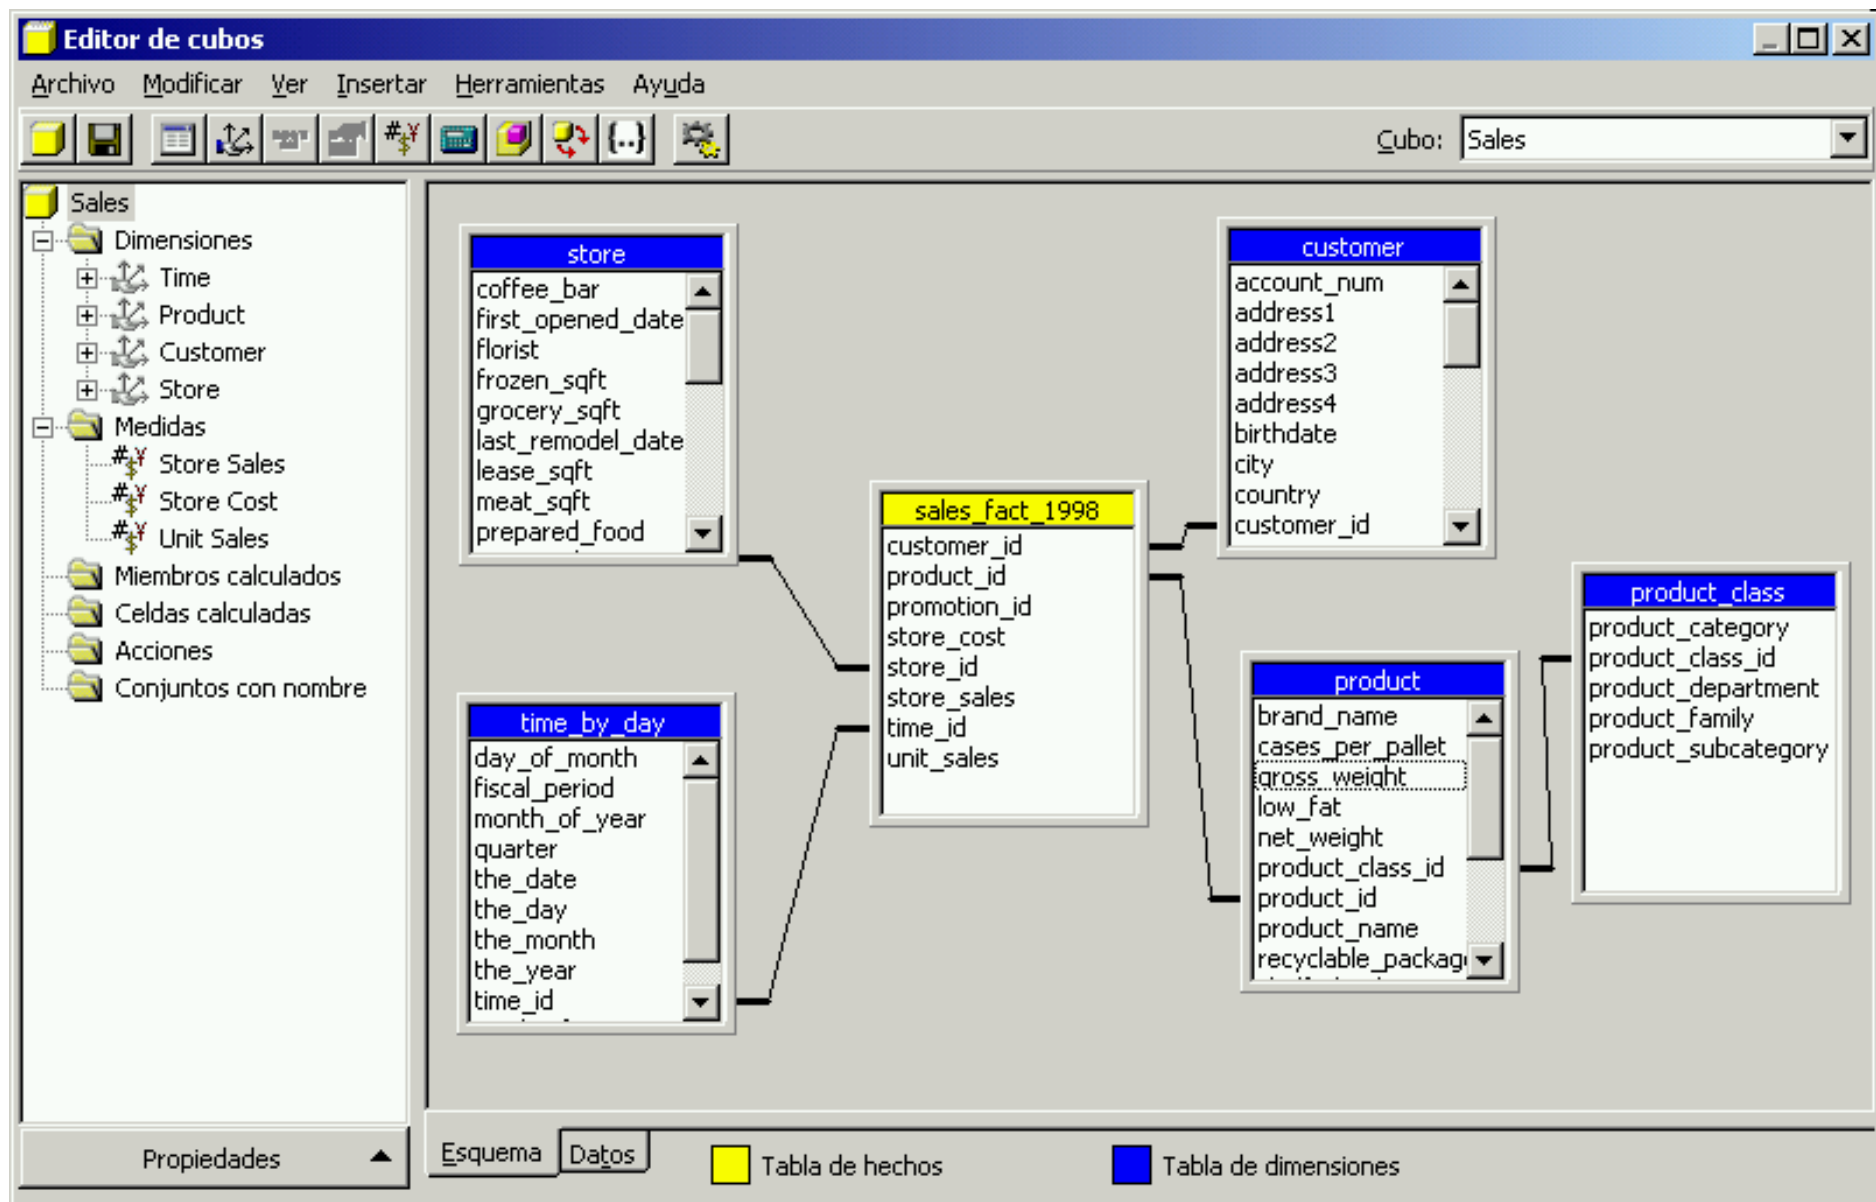 Editor de cubos
Archivo Modificar Ver Insertar Herramientas Ayuda
Cubo: Sales
Sales
Dimensiones
Time
Product
Customer
Store
Medidas
Store Sales
Store Cost
Unit Sales
Miembros calculados
Celdas calculadas
Acciones
Conjuntos con nombre
Propiedades
store
coffee_bar
first_opened_date
florist
frozen_sqft
grocery_sqft
last_remodel_date
lease_sqft
meat_sqft
prepared_food
time_by_day
day_of_month
fiscal_period
month_of_year
quarter
the_date
the_day
the_month
the_year
time_id
sales_fact_1998
customer_id
product_id
promotion_id
store_cost
store_id
store_sales
time_id
unit_sales
customer
account_num
address1
address2
address3
address4
birthdate
city
country
customer_id
product
brand_name
cases_per_pallet
gross_weight
low_fat
net_weight
product_class_id
product_id
product_name
recyclable_packag
product_class
product_category
product_class_id
product_department
product_family
product_subcategory
Esquema Datos
Tabla de hechos
Tabla de dimensiones